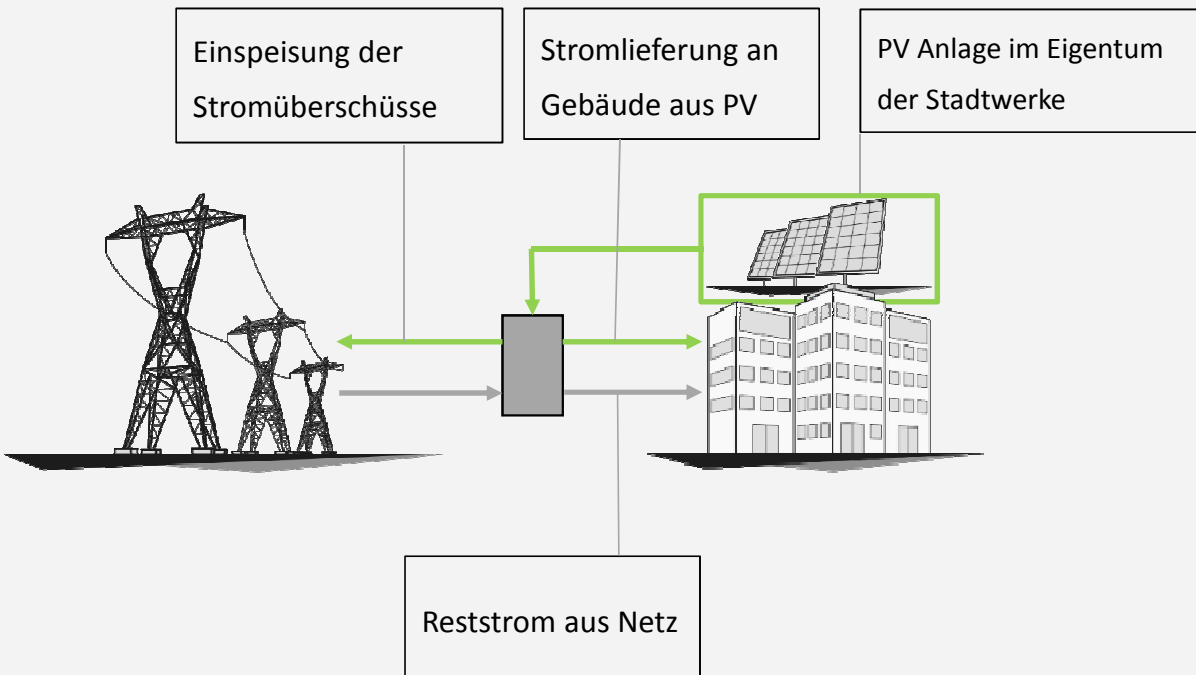 Einspeisung der
Stromüberschüsse
Stromlieferung an
Gebäude aus PV
PV Anlage im Eigentum
der Stadtwerke
Reststrom aus Netz